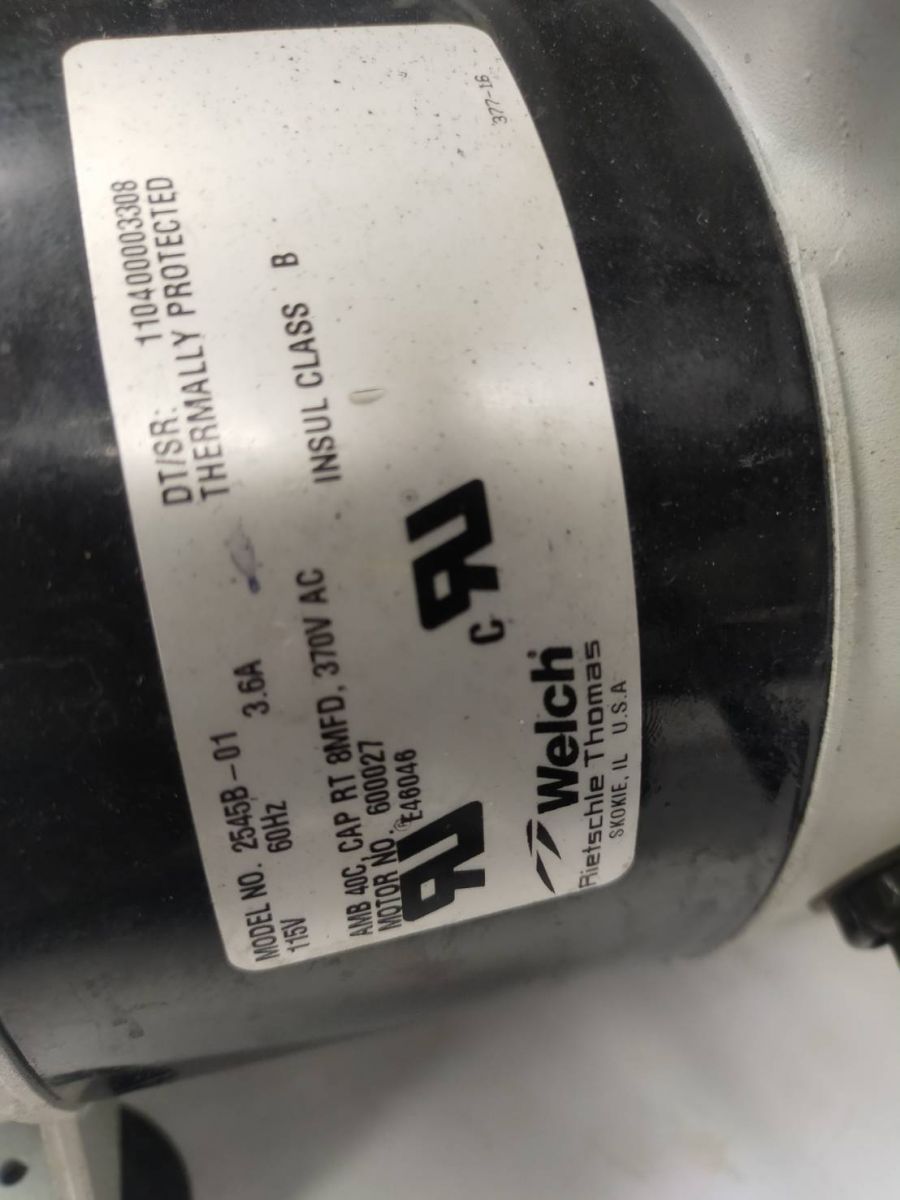 MODEL NO. 2545B-01
DT/SR: 110400003308
115V 60Hz 3.6A
THERMALLY PROTECTED
AMB 40C, CAP RT 8MFD, 370V AC
INSUL CLASS B
MOTOR NO. 600027
E46046
C
Welch
Rietschle Thomas
SKOKIE, IL U.S.A
377-16